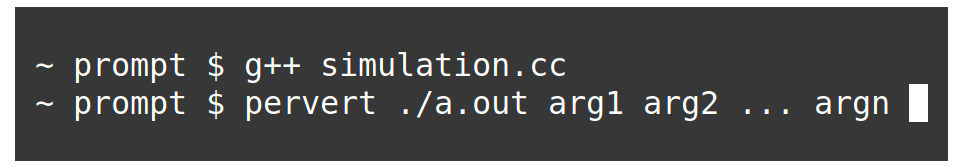 ~ prompt $ g++ simulation.cc
~ prompt $ pervert ./a.out arg1 arg2 ... argn